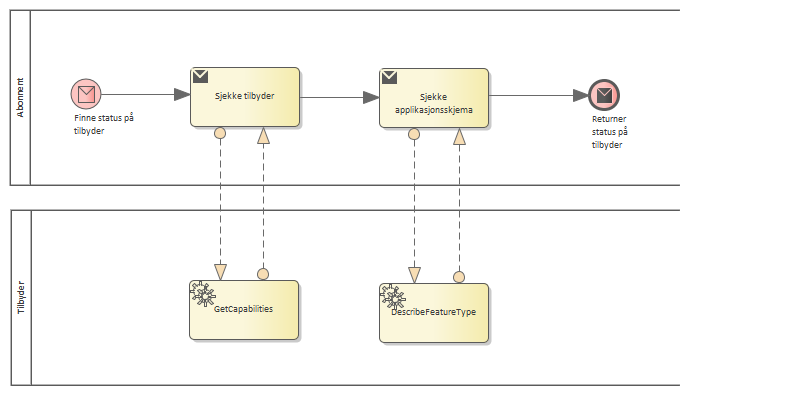 Abonnent
Finne status på
tilbyder
Sjekke tilbyder
Sjekke
applikasjonsskjema
Returner
status på
tilbyder
Tilbyder
GetCapabilities
DescribeFeatureType